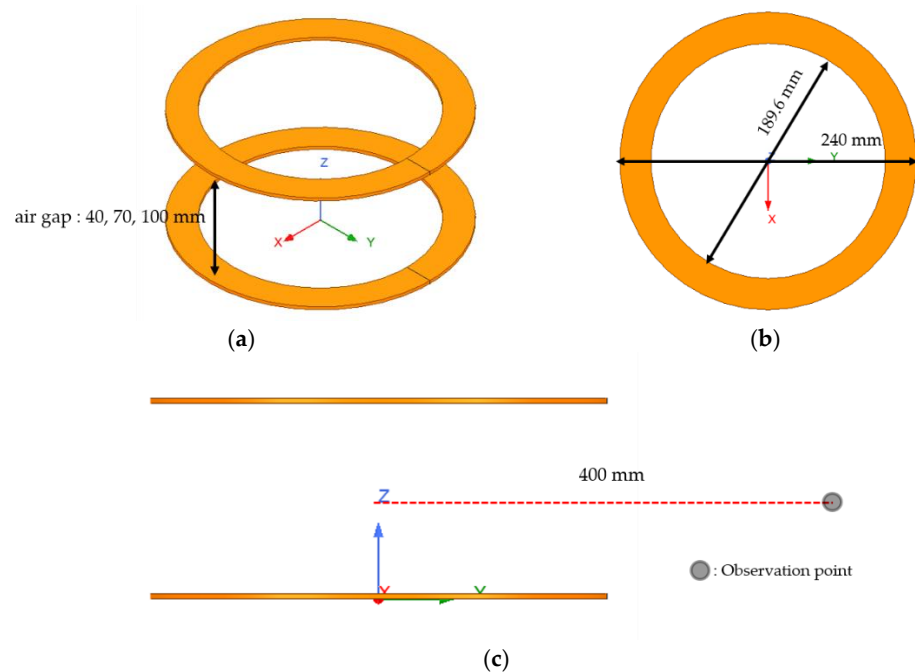 Z
air gap : 40, 70, 100 mm
X
Y
189.6 mm
240 mm
Y
X
(a)
(b)
400 mm
Z
X
Y
: Observation point
(c)